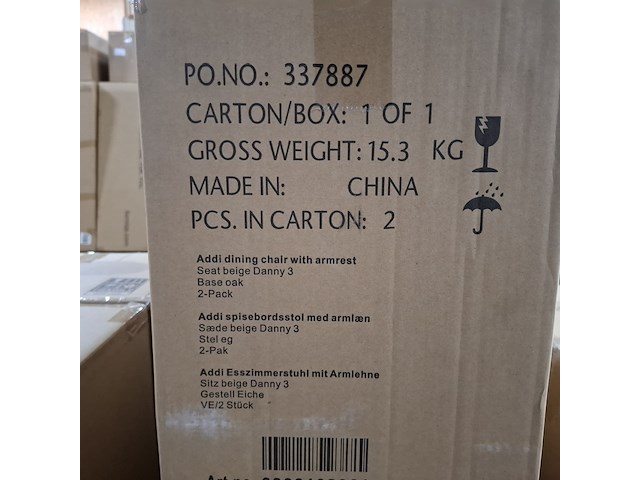 PO.NO.: 337887
CARTON/BOX: 1 OF 1
GROSS WEIGHT: 15.3 KG
MADE IN: CHINA
PCS. IN CARTON: 2
Addi dining chair with armrest
Seat beige Danny 3
Base oak
2-Pack
Addi spisebordsstol med armlæn
Sæde beige Danny 3
Stel eg
2-Pak
Addi Esszimmerstuhl mit Armlehne
Sitz beige Danny 3
Gestell Eiche
VE/2 Stück